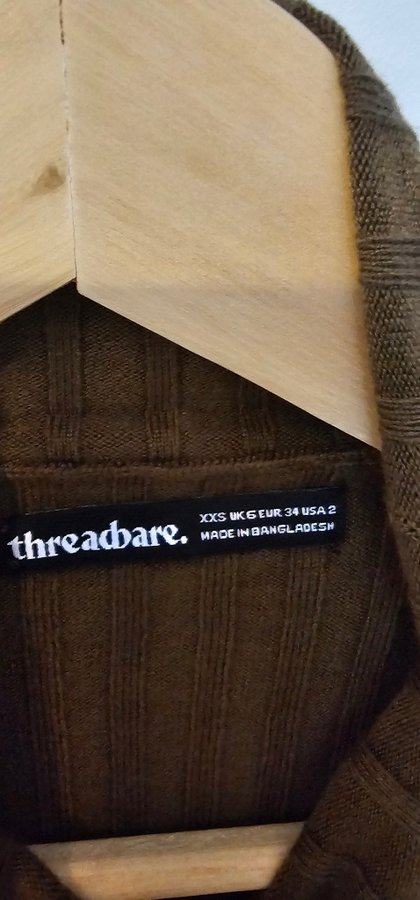 threadbare.
XXS UK 6 EUR 34 USA 2
MADE IN BANGLADESH